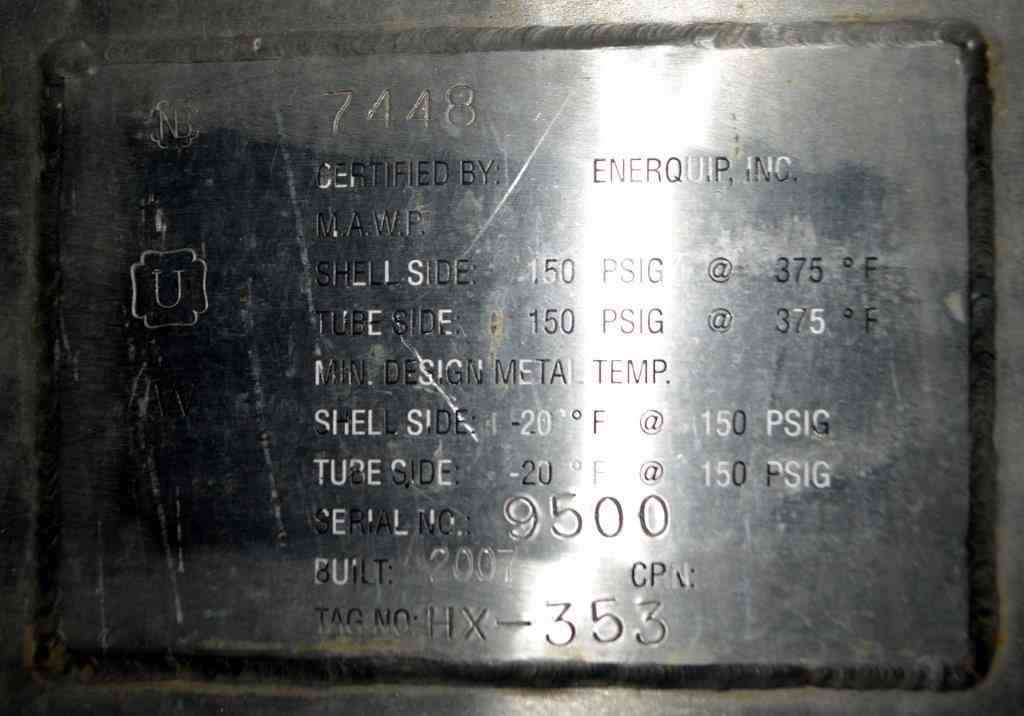 NB 7448
CERTIFIED BY: ENERQUIP, INC.
M.A.W.P.
U SHELL SIDE: 150 PSIG @ 375 °F
TUBE SIDE: 150 PSIG @ 375 °F
MIN. DESIGN METAL TEMP.
SHELL SIDE: -20 °F @ 150 PSIG
TUBE SIDE: -20 °F @ 150 PSIG
SERIAL NO.: 9500
BUILT: 2007 CRN:
TAG NO: HX-353